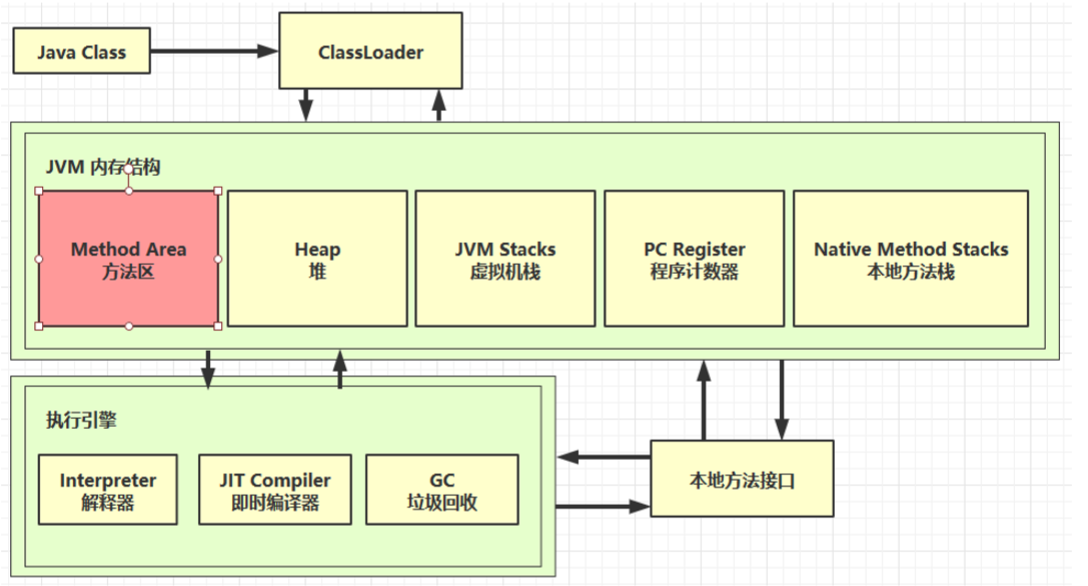 Java Class
ClassLoader
JVM 内存结构
Method Area
方法区
Heap
堆
JVM Stacks
虚拟机栈
PC Register
程序计数器
Native Method Stacks
本地方法栈
执行引擎
Interpreter
解释器
JIT Compiler
即时编译器
GC
垃圾回收
本地方法接口